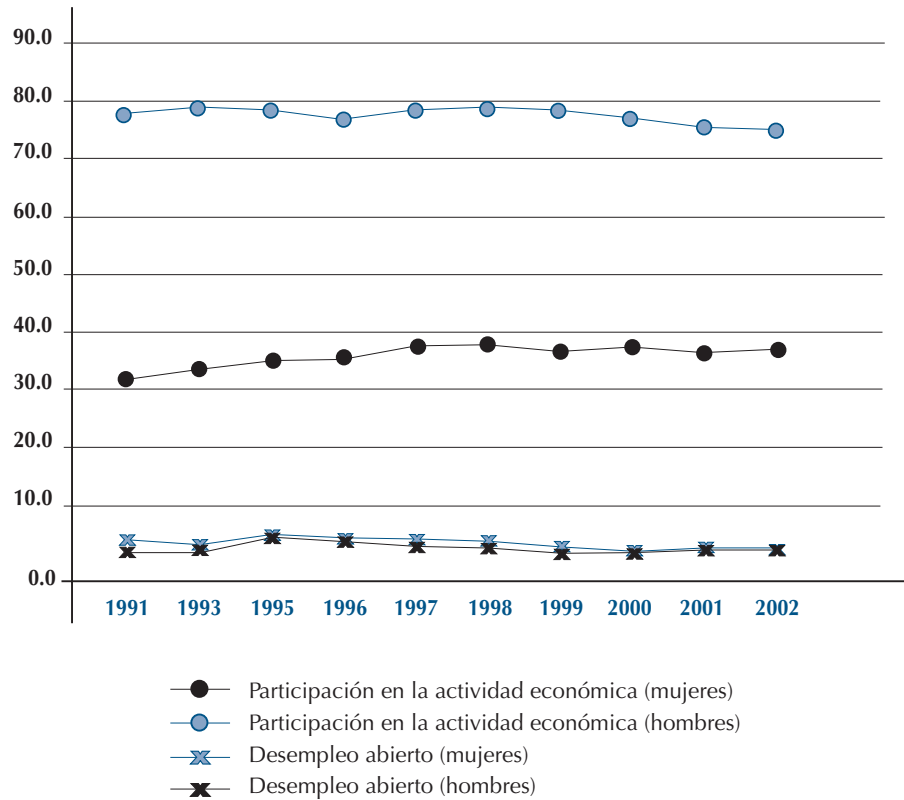 90.0
80.0
70.0
60.0
50.0
40.0
30.0
20.0
10.0
0.0
1991 1993 1995 1996 1997 1998 1999 2000 2001 2002
Participación en la actividad económica (mujeres)
Participación en la actividad económica (hombres)
Desempleo abierto (mujeres)
Desempleo abierto (hombres)